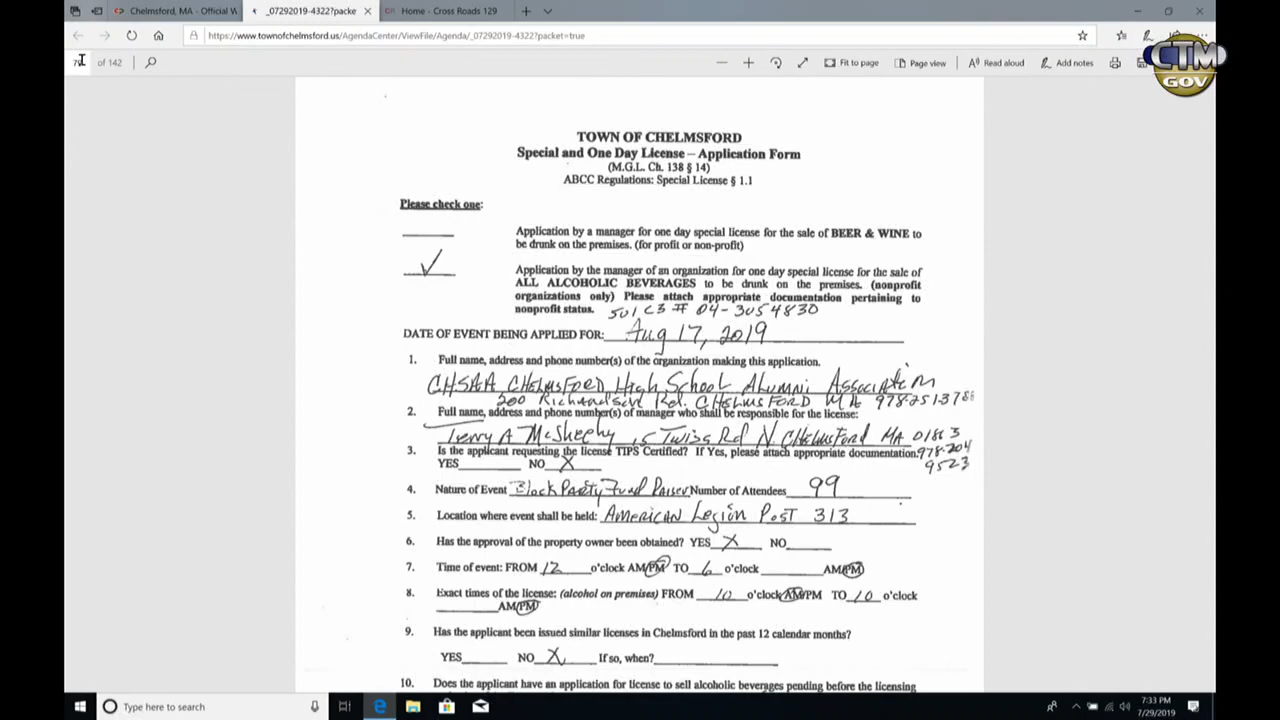 Chelmsford, MA - Official W
_07292019-4322?packe
Home - Cross Roads 129
https://www.townofchelmsford.us/AgendaCenter/ViewFile/Agenda/_07292019-4322?packet=true
of 142
Fit to page
Page view
Read aloud
Add notes
CTM
GOV
TOWN OF CHELMSFORD
Special and One Day License – Application Form
(M.G.L. Ch. 138 § 14)
ABCC Regulations: Special License § 1.1
Please check one:
Application by a manager for one day special license for the sale of BEER & WINE to
be drunk on the premises. (for profit or non-profit)
Application by the manager of an organization for one day special license for the sale of
ALL ALCOHOLIC BEVERAGES to be drunk on the premises. (nonprofit
organizations only) Please attach appropriate documentation pertaining to
nonprofit status. 501C3 # 04-3054830
DATE OF EVENT BEING APPLIED FOR: Aug 17, 2019
1. Full name, address and phone number(s) of the organization making this application.
CHSAA CHELMSFORD High School Alumni Association
200 Richardson Rd. CHELMSFORD MA 978-251-3788
2. Full name, address and phone number(s) of manager who shall be responsible for the license:
Terry A McSheehy, 15 Twiss Rd N. CHELMSFORD MA 01863
3. Is the applicant requesting the license TIPS Certified? If Yes, please attach appropriate documentation. 978-204
YES NO X 9523
4. Nature of Event Block Party Fund Raiser Number of Attendees 99
5. Location where event shall be held: AMERICAN Legion POST 313
6. Has the approval of the property owner been obtained? YES X NO
7. Time of event: FROM 12 o'clock AM/PM TO 6 o'clock AM/PM
8. Exact times of the license: (alcohol on premises) FROM 10 o'clock AM/PM TO 10 o'clock
AM/PM
9. Has the applicant been issued similar licenses in Chelmsford in the past 12 calendar months?
YES NO X If so, when?
10. Does the applicant have an application for license to sell alcoholic beverages pending before the licensing
Type here to search
7:33 PM
7/29/2019